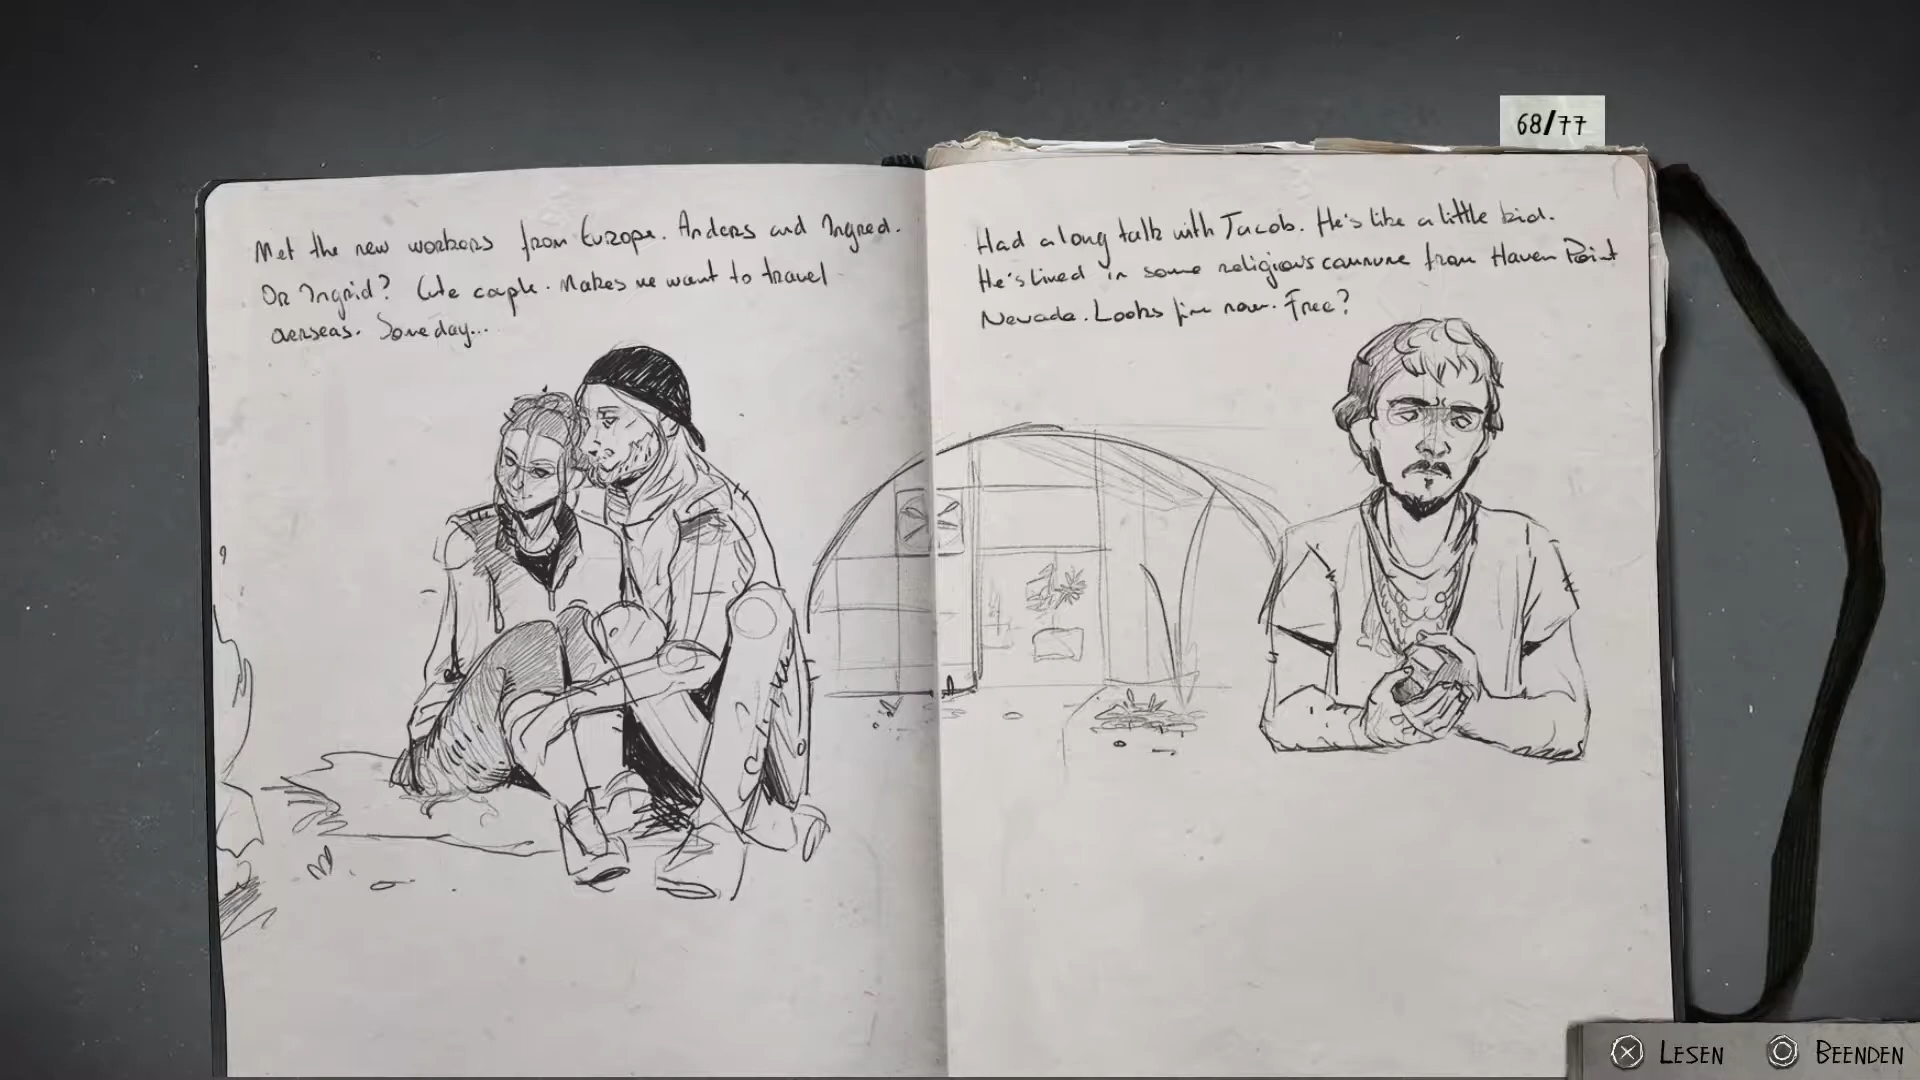 68/77
Met the new workers from Europe. Anders and Ingred.
Or Ingrid? Cute couple. Makes me want to travel
overseas. Someday...
Had a long talk with Jacob. He's like a little kid.
He's lived in some religious commune from Haven Point
Nevada. Looks fine now. Free?
LESEN
BEENDEN